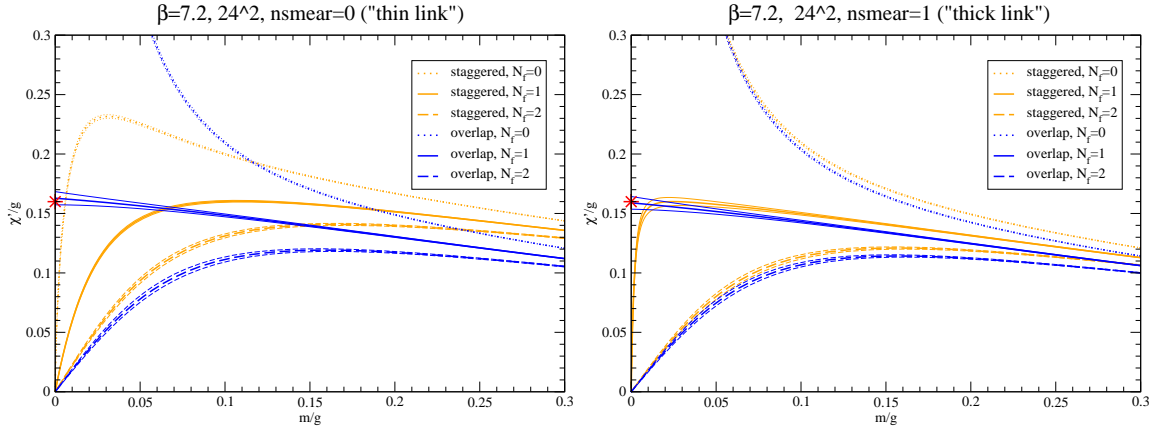 β=7.2, 24^2, nsmear=0 ("thin link")
0.3
0.25
0.2
0.15
0.1
0.05
0
χ'/g
0
0.05
0.1
0.15
0.2
0.25
0.3
m/g
staggered, N_f=0
staggered, N_f=1
staggered, N_f=2
overlap, N_f=0
overlap, N_f=1
overlap, N_f=2
β=7.2, 24^2, nsmear=1 ("thick link")
0.3
0.25
0.2
0.15
0.1
0.05
0
χ'/g
0
0.05
0.1
0.15
0.2
0.25
0.3
m/g
staggered, N_f=0
staggered, N_f=1
staggered, N_f=2
overlap, N_f=0
overlap, N_f=1
overlap, N_f=2